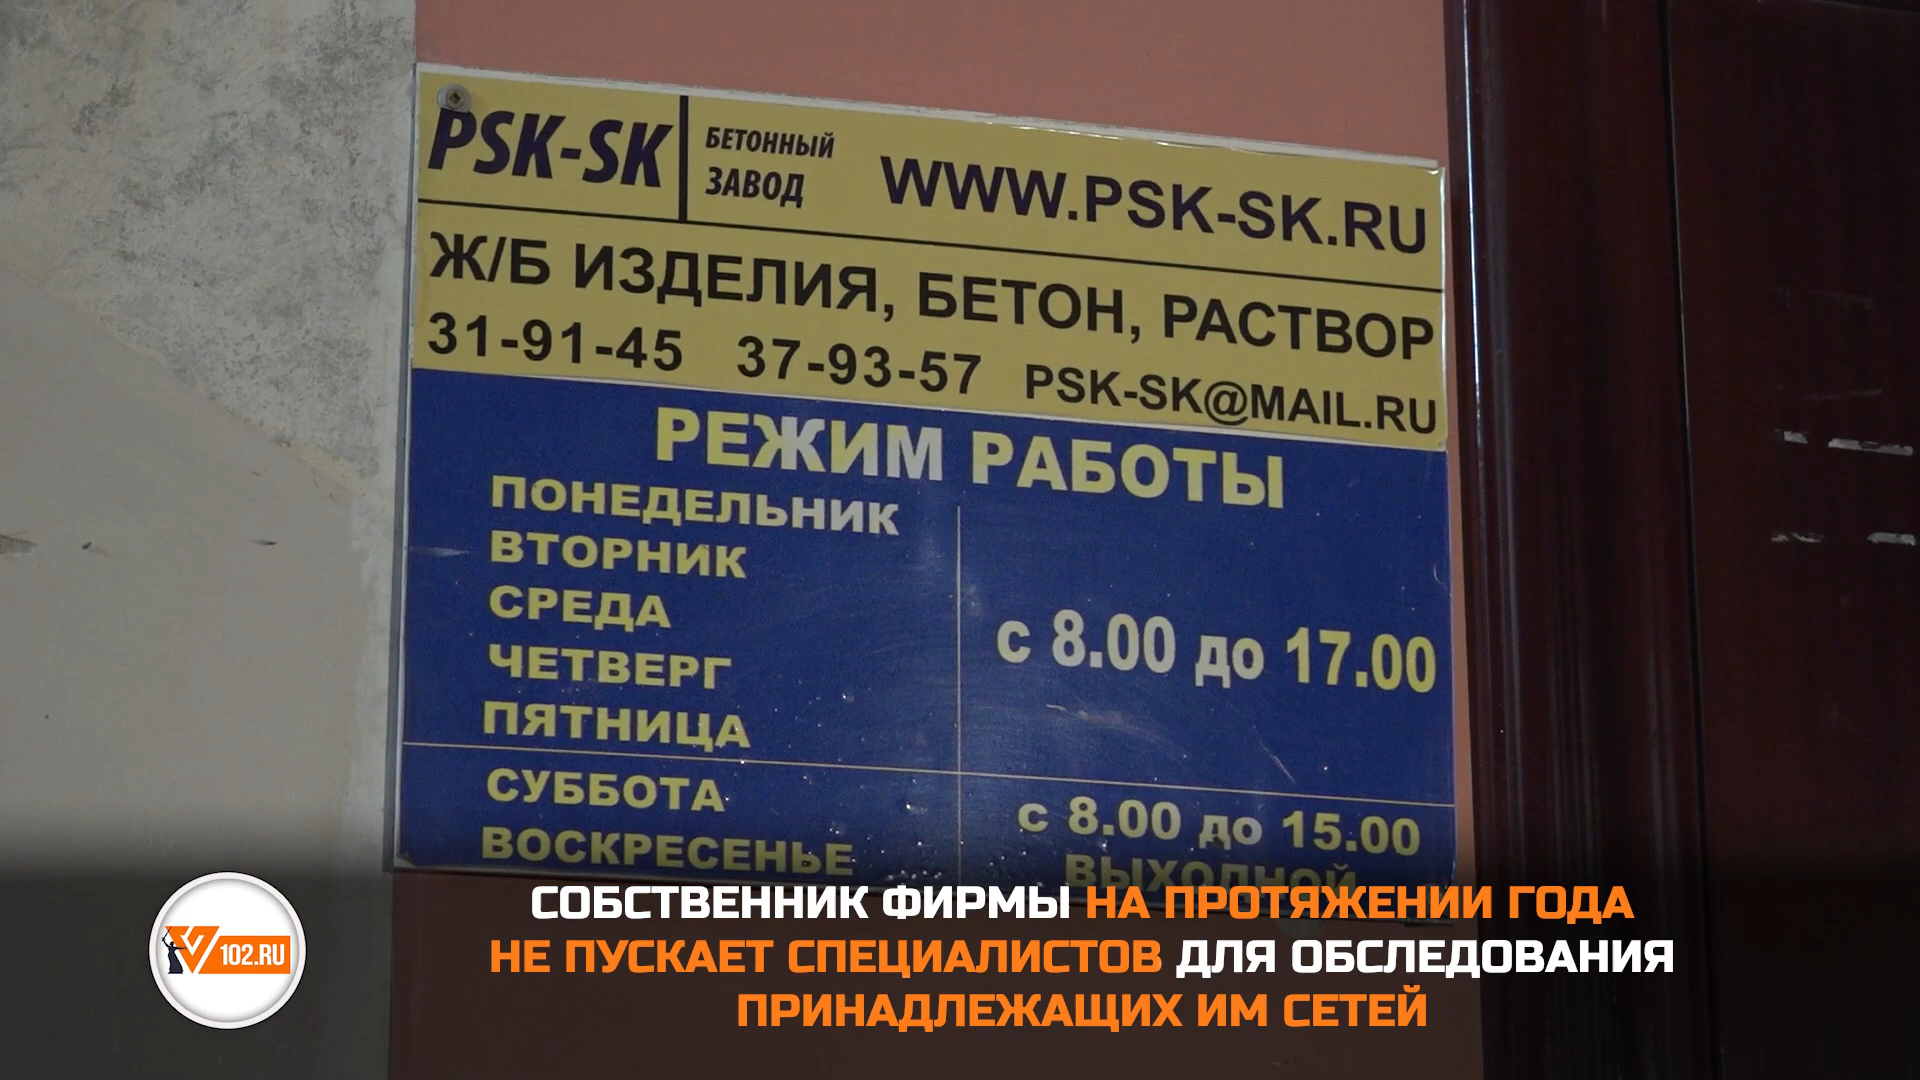 PSK-SK
БЕТОННЫЙ
ЗАВОД
WWW.PSK-SK.RU
Ж/Б ИЗДЕЛИЯ, БЕТОН, РАСТВОР
31-91-45 37-93-57 PSK-SK@MAIL.RU
РЕЖИМ РАБОТЫ
ПОНЕДЕЛЬНИК
ВТОРНИК
СРЕДА
ЧЕТВЕРГ
ПЯТНИЦА
с 8.00 до 17.00
СУББОТА
с 8.00 до 15.00
ВОСКРЕСЕНЬЕ
ВЫХОДНОЙ
СОБСТВЕННИК ФИРМЫ НА ПРОТЯЖЕНИИ ГОДА
НЕ ПУСКАЕТ СПЕЦИАЛИСТОВ ДЛЯ ОБСЛЕДОВАНИЯ
ПРИНАДЛЕЖАЩИХ ИМ СЕТЕЙ
V102.RU